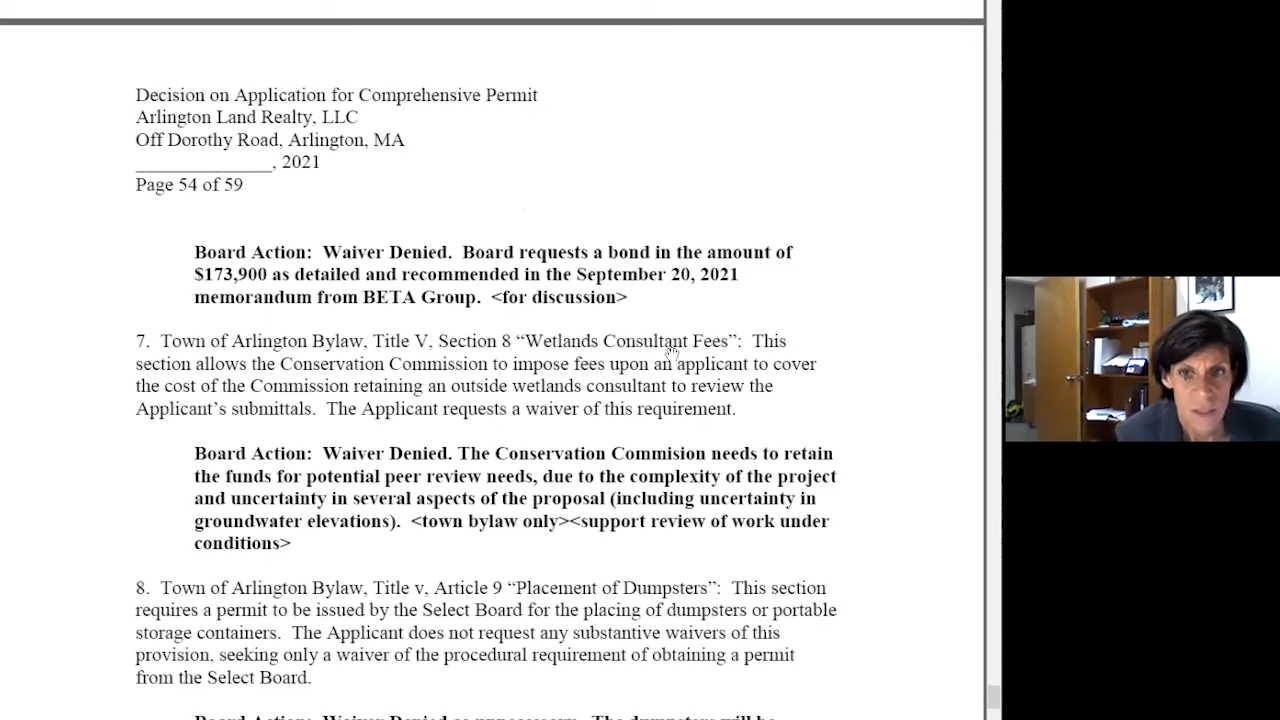 Decision on Application for Comprehensive Permit
Arlington Land Realty, LLC
Off Dorothy Road, Arlington, MA
_______________, 2021
Page 54 of 59
Board Action:  Waiver Denied.  Board requests a bond in the amount of
$173,900 as detailed and recommended in the September 20, 2021
memorandum from BETA Group.  <for discussion>
7.  Town of Arlington Bylaw, Title V, Section 8 “Wetlands Consultant Fees”:  This
section allows the Conservation Commission to impose fees upon an applicant to cover
the cost of the Commission retaining an outside wetlands consultant to review the
Applicant’s submittals.  The Applicant requests a waiver of this requirement.
Board Action:  Waiver Denied. The Conservation Commision needs to retain
the funds for potential peer review needs, due to the complexity of the project
and uncertainty in several aspects of the proposal (including uncertainty in
groundwater elevations).  <town bylaw only><support review of work under
conditions>
8.  Town of Arlington Bylaw, Title v, Article 9 “Placement of Dumpsters”:  This section
requires a permit to be issued by the Select Board for the placing of dumpsters or portable
storage containers.  The Applicant does not request any substantive waivers of this
provision, seeking only a waiver of the procedural requirement of obtaining a permit
from the Select Board.
Board Action:  Waiver Denied as unnecessary.  The dumpsters will be